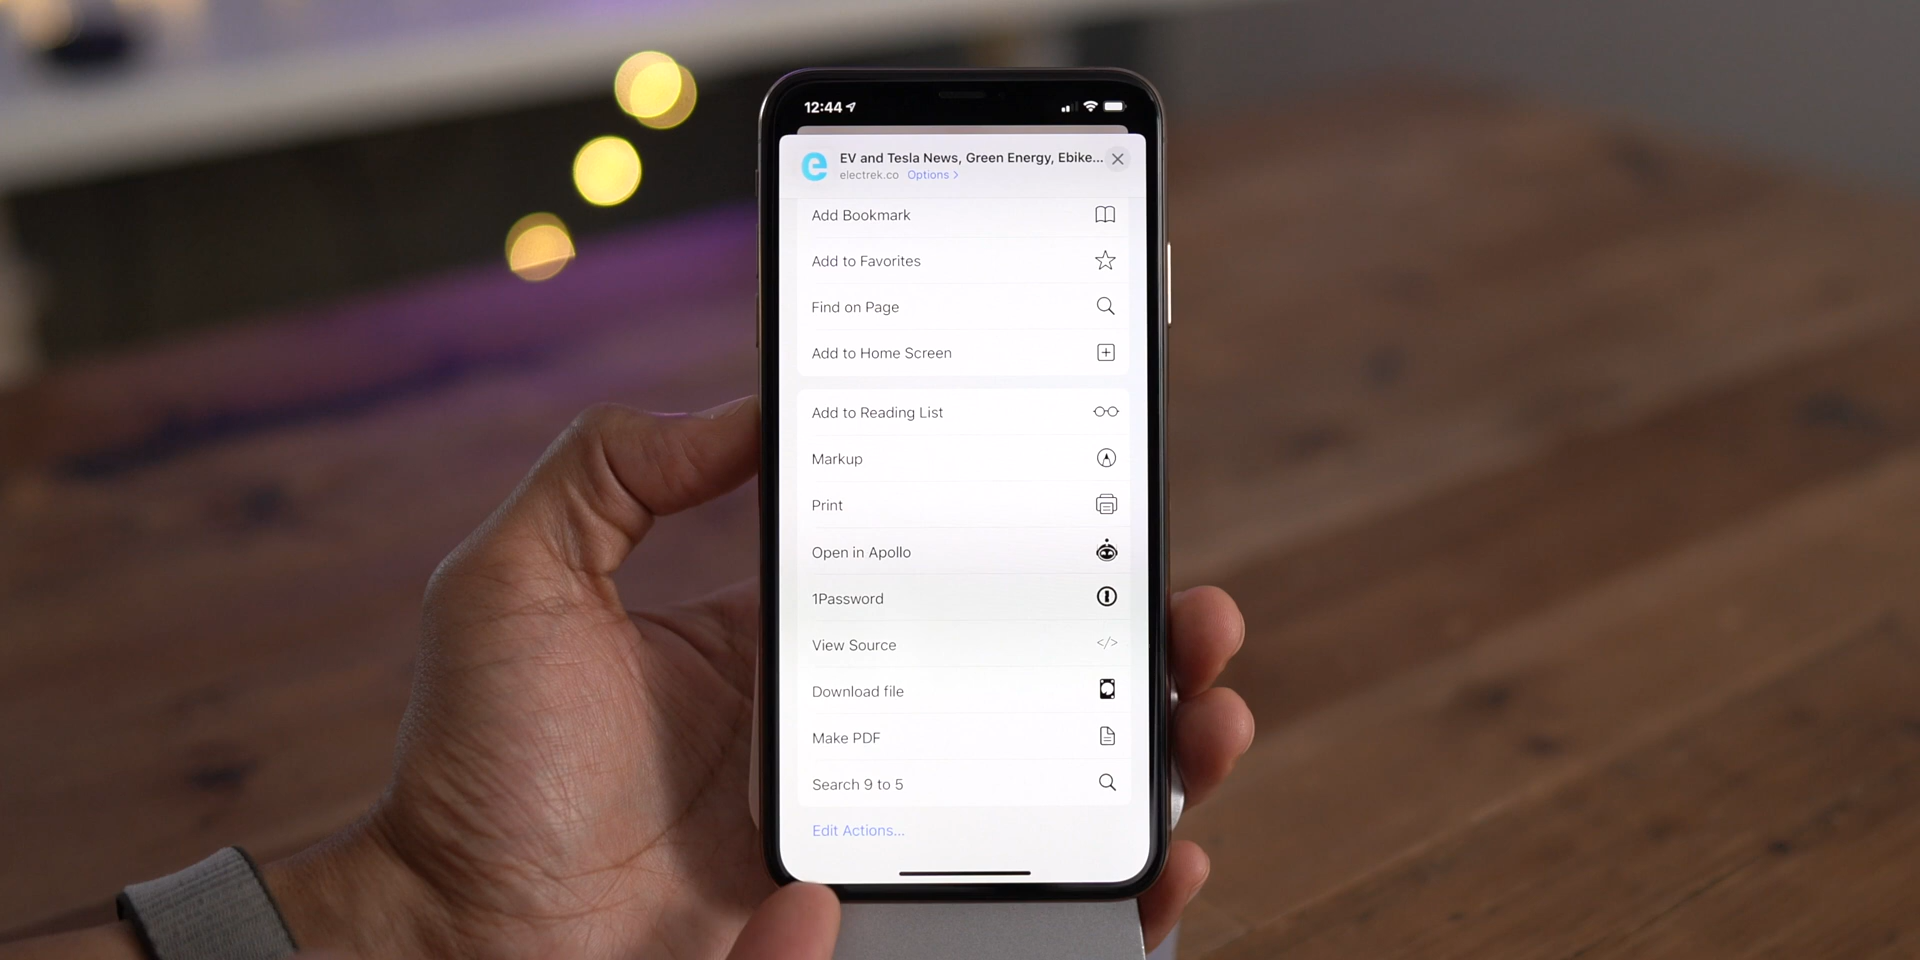 12:44
EV and Tesla News, Green Energy, Ebike...
electrek.co Options >
Add Bookmark
Add to Favorites
Find on Page
Add to Home Screen
Add to Reading List
Markup
Print
Open in Apollo
1Password
View Source
</>
Download file
Make PDF
Search 9 to 5
Edit Actions...